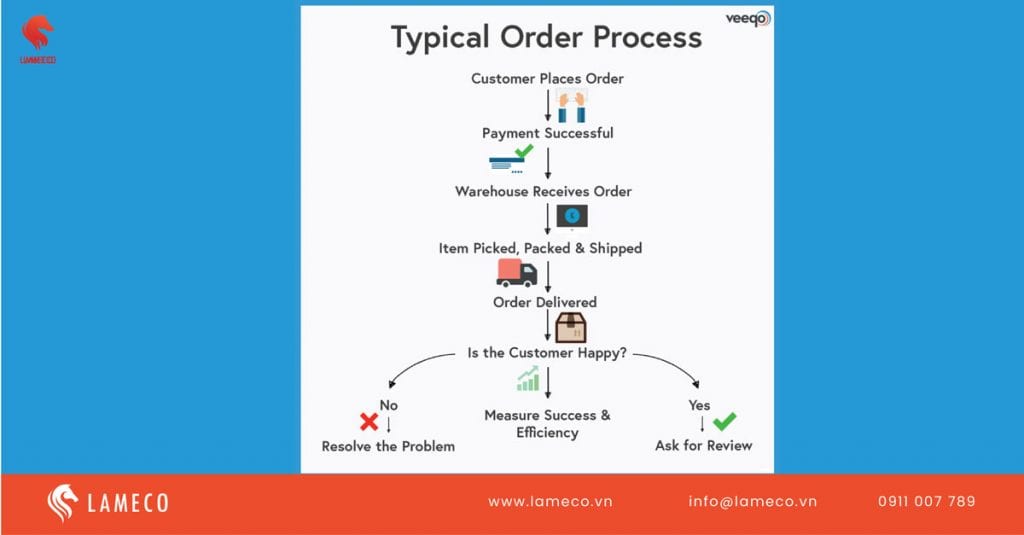 veeqo
LAMECO
Typical Order Process
Customer Places Order
Payment Successful
Warehouse Receives Order
Item Picked, Packed & Shipped
Order Delivered
Is the Customer Happy?
No
Yes
Measure Success &
Efficiency
Resolve the Problem
Ask for Review
LAMECO
www.lameco.vn
info@lameco.vn
0911 007 789